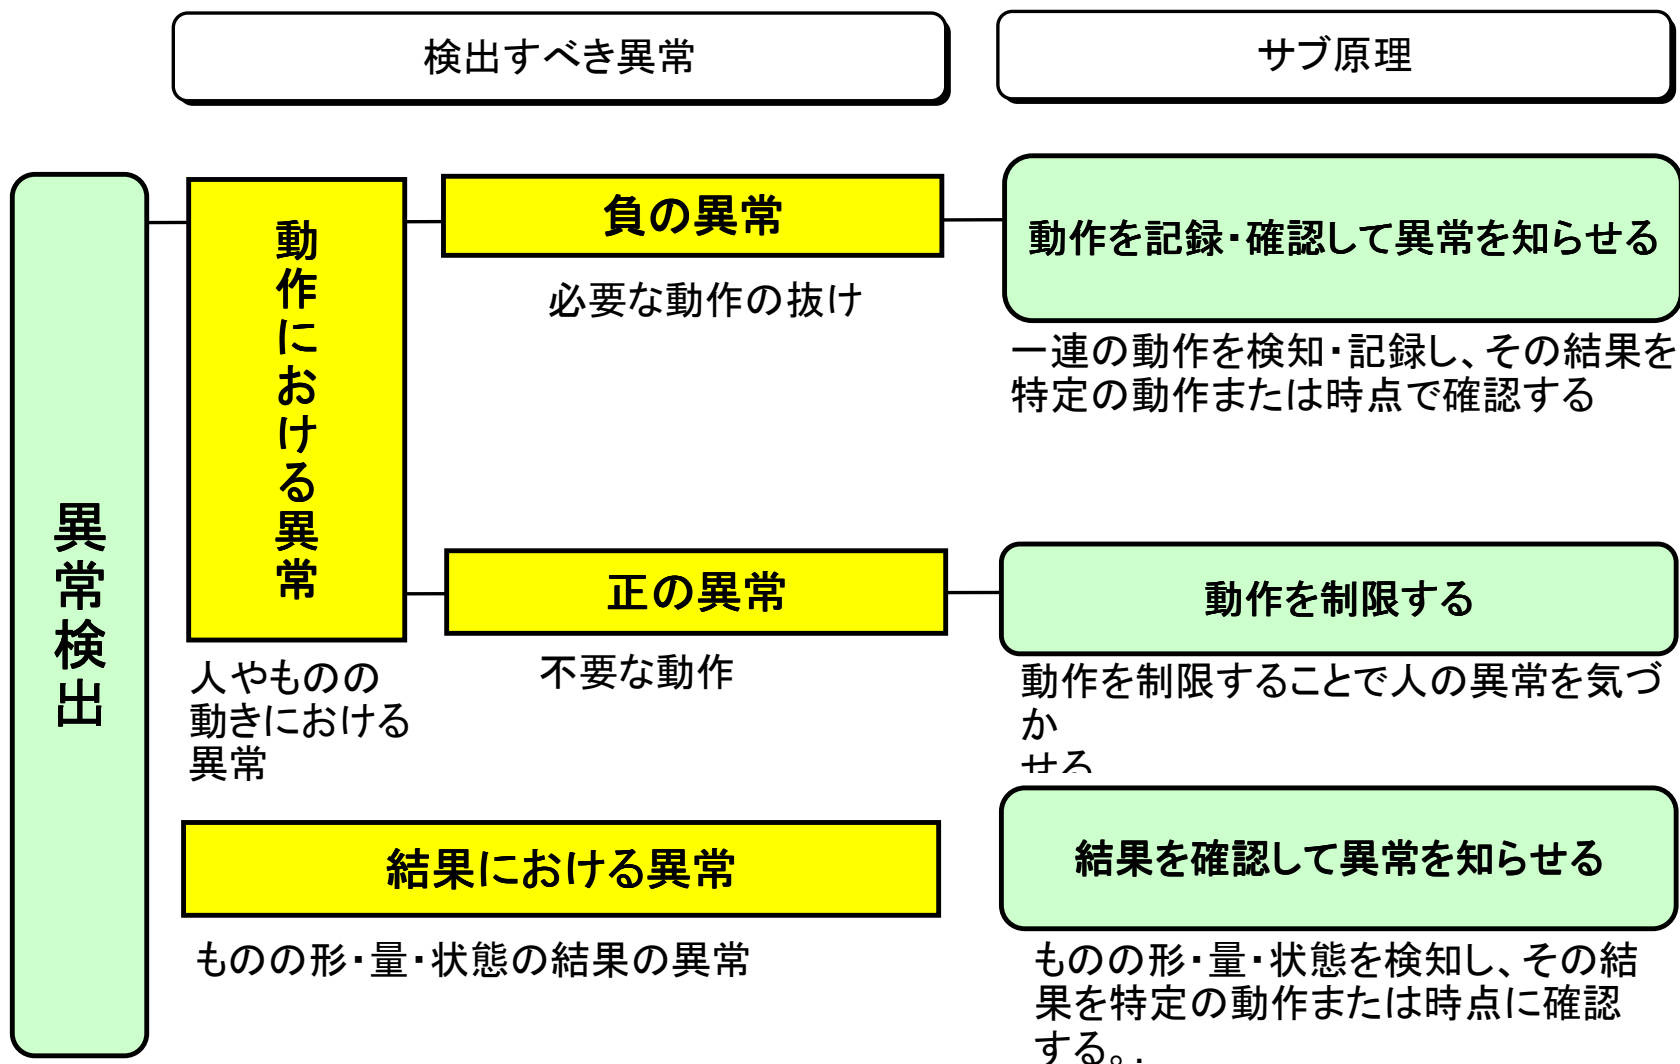 検出すべき異常
サブ原理
異常検出
動作における異常
人やものの
動きにおける
異常
負の異常
必要な動作の抜け
動作を記録・確認して異常を知らせる
一連の動作を検知・記録し、その結果を
特定の動作または時点で確認する
正の異常
不要な動作
動作を制限する
動作を制限することで人の異常を気づ
か
せる
結果における異常
ものの形・量・状態の結果の異常
結果を確認して異常を知らせる
ものの形・量・状態を検知し、その結
果を特定の動作または時点に確認
する。.